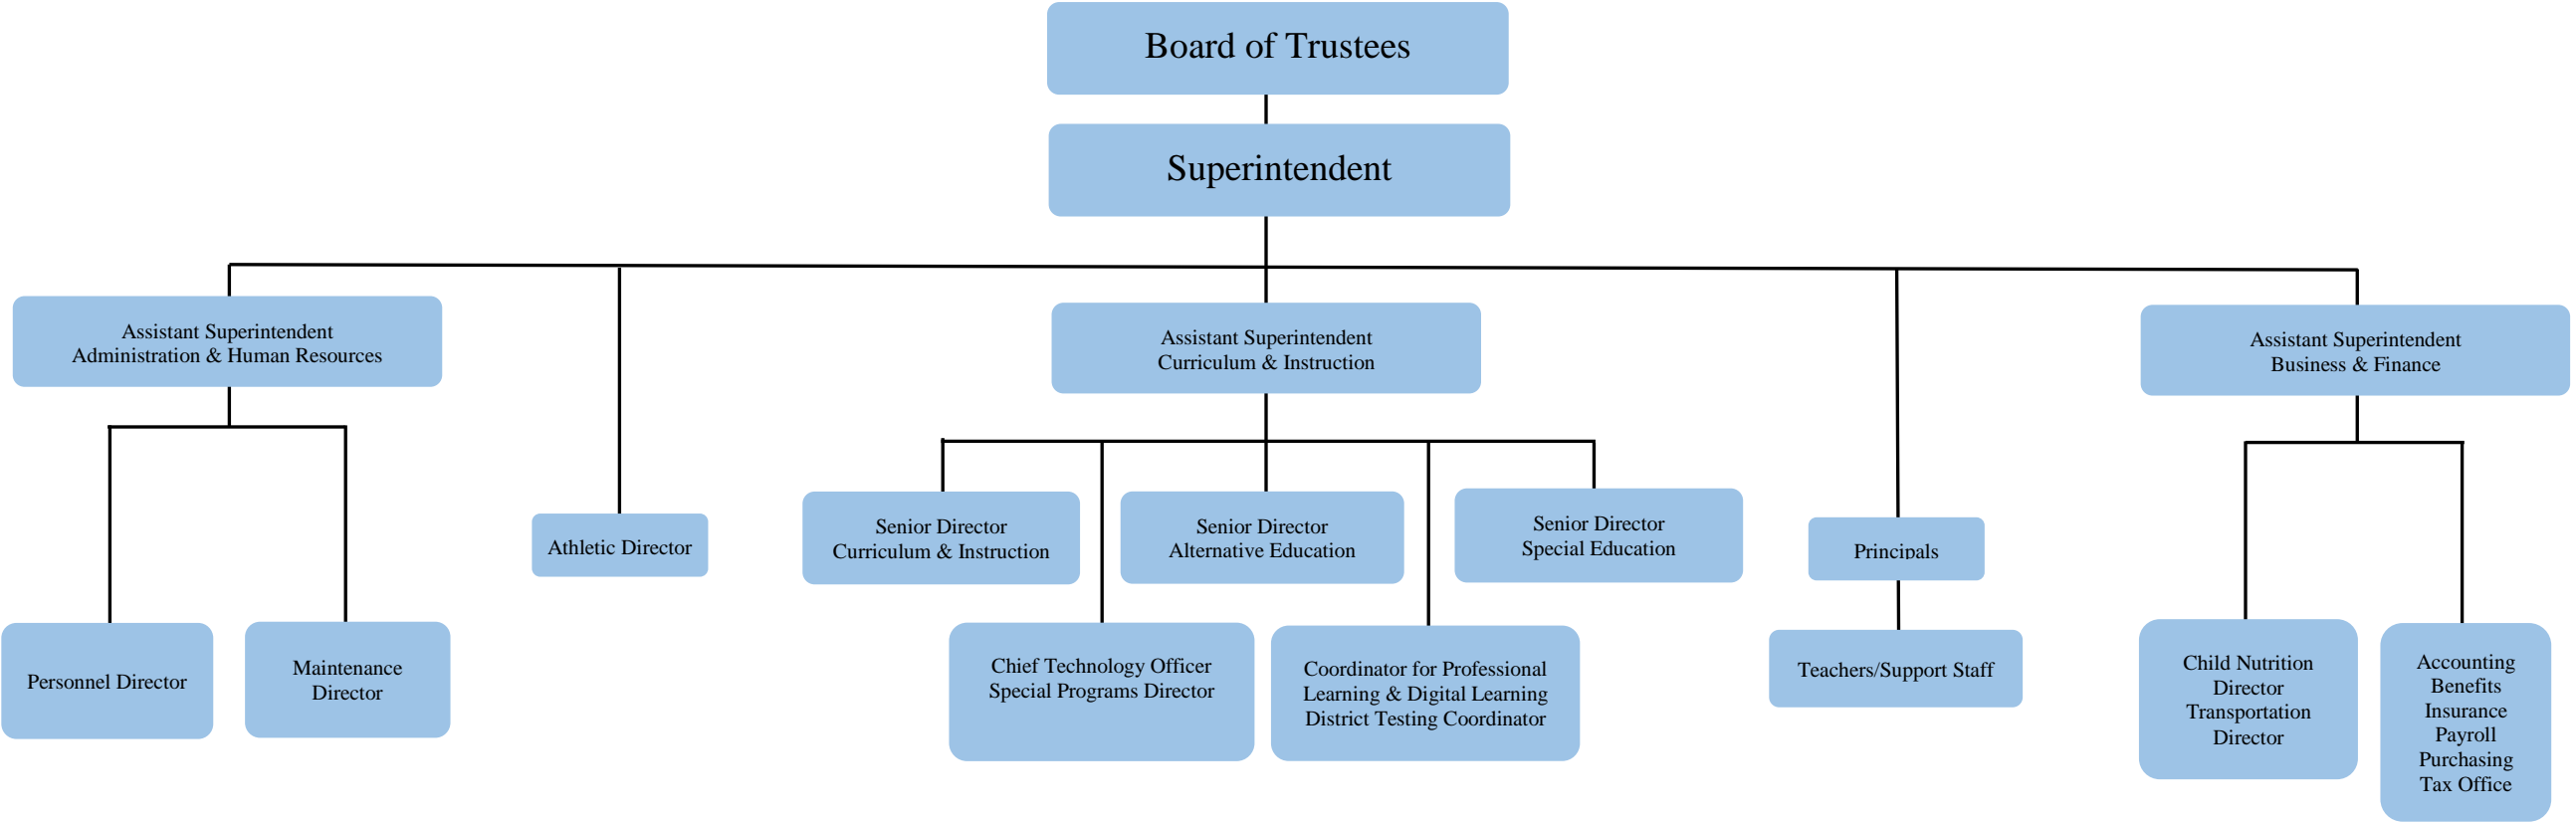 Board of Trustees
Superintendent
Assistant Superintendent
Administration & Human Resources
Assistant Superintendent
Curriculum & Instruction
Assistant Superintendent
Business & Finance
Athletic Director
Senior Director
Curriculum & Instruction
Senior Director
Alternative Education
Senior Director
Special Education
Principals
Personnel Director
Maintenance
Director
Chief Technology Officer
Special Programs Director
Coordinator for Professional
Learning & Digital Learning
District Testing Coordinator
Teachers/Support Staff
Child Nutrition
Director
Transportation
Director
Accounting
Benefits
Insurance
Payroll
Purchasing
Tax Office